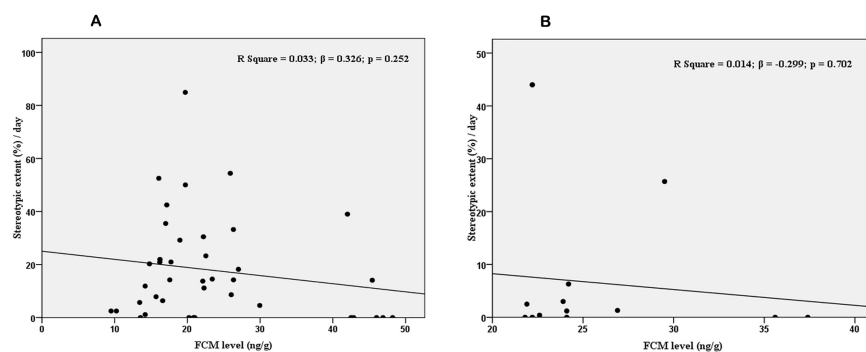 A
R Square = 0.033; β = 0.326; p = 0.252
Stereotypic extent (%) / day
100
80
60
40
20
0
0
10
20
30
40
50
FCM level (ng/g)
B
R Square = 0.014; β = -0.299; p = 0.702
Stereotypic extent (%) / day
50
40
30
20
10
0
20
25
30
35
40
FCM level (ng/g)